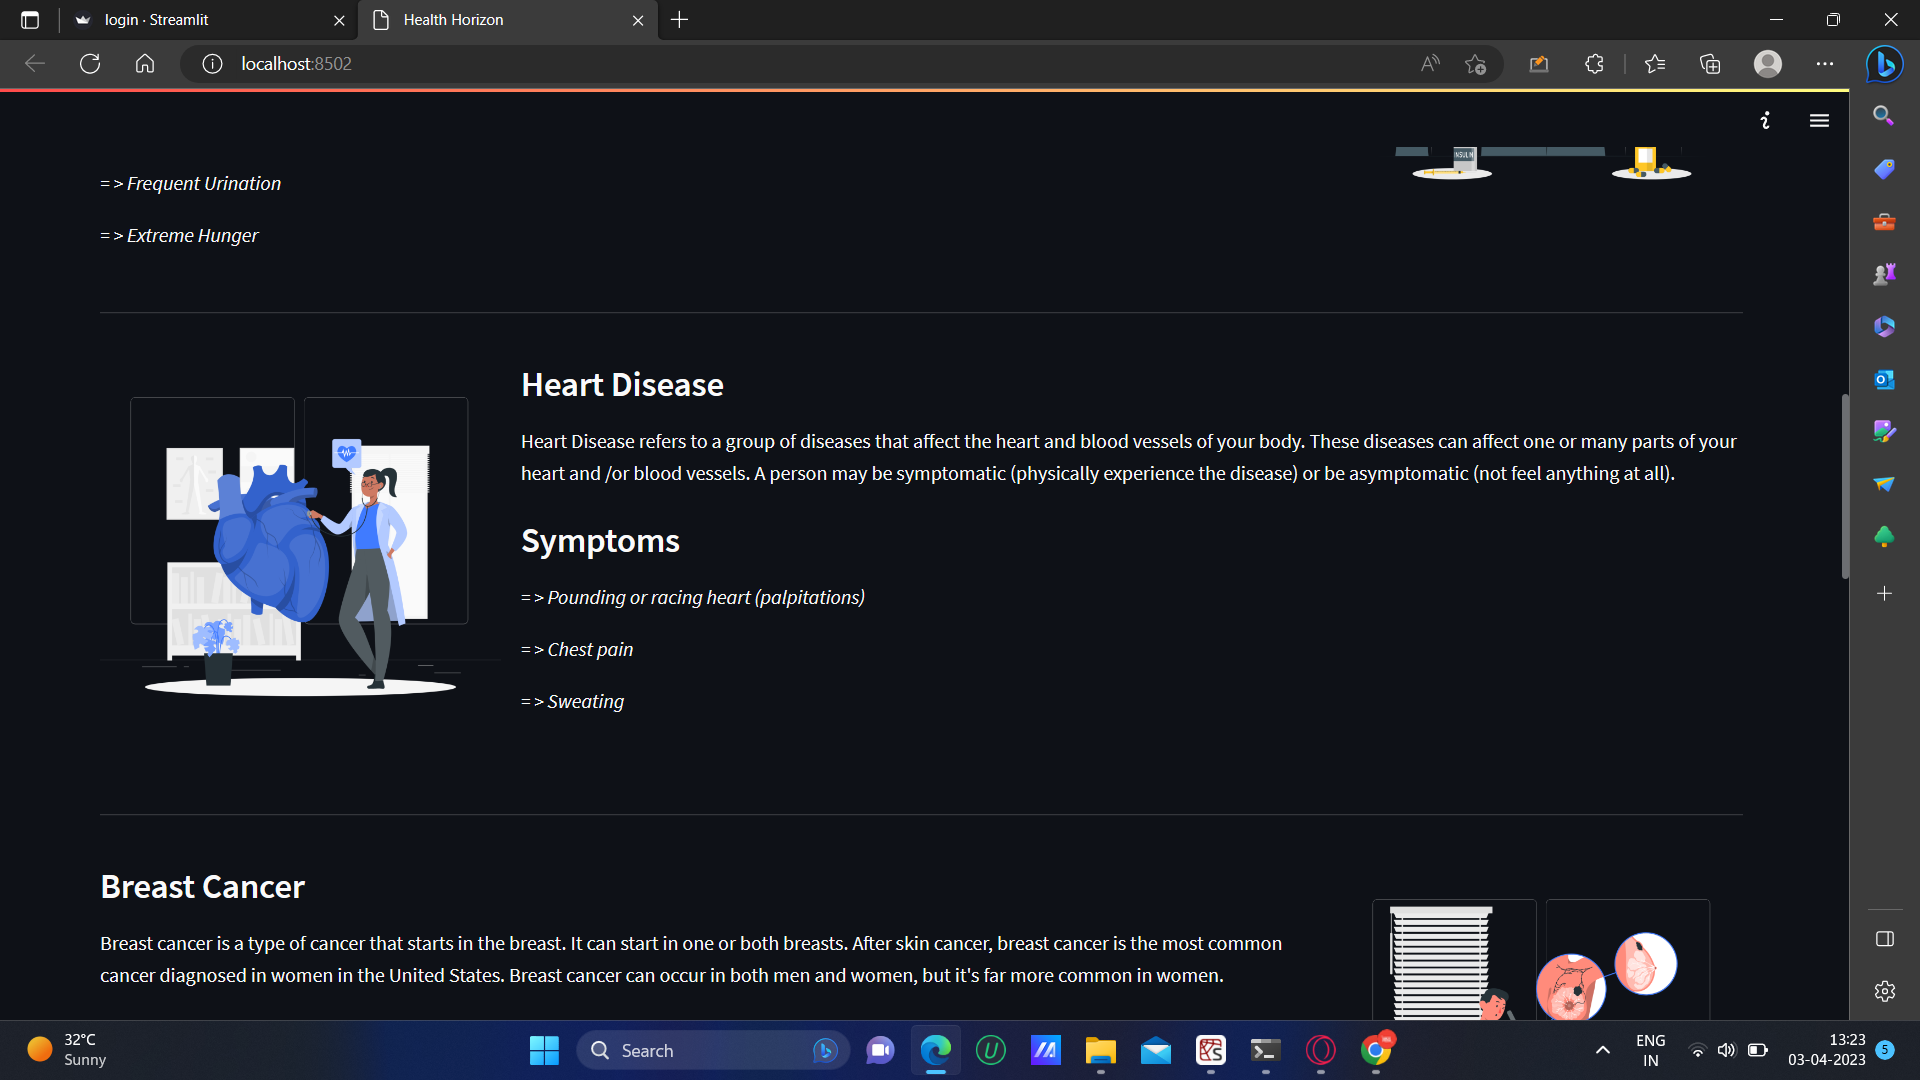 login · Streamlit
Health Horizon
localhost:8502
INSULIN
=> Frequent Urination
=> Extreme Hunger
Heart Disease
Heart Disease refers to a group of diseases that affect the heart and blood vessels of your body. These diseases can affect one or many parts of your
heart and /or blood vessels. A person may be symptomatic (physically experience the disease) or be asymptomatic (not feel anything at all).
Symptoms
=> Pounding or racing heart (palpitations)
=> Chest pain
=> Sweating
Breast Cancer
Breast cancer is a type of cancer that starts in the breast. It can start in one or both breasts. After skin cancer, breast cancer is the most common
cancer diagnosed in women in the United States. Breast cancer can occur in both men and women, but it's far more common in women.
32°C
Sunny
Search
ENG
IN
13:23
03-04-2023
5